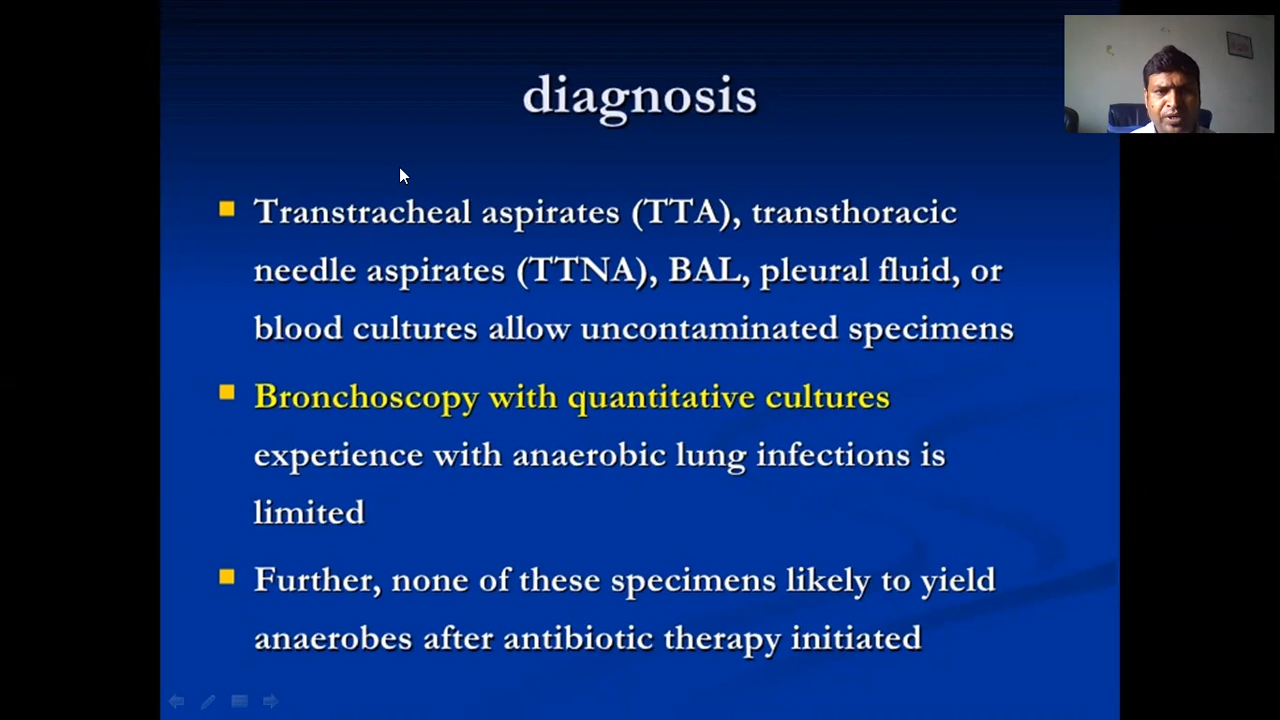 diagnosis
Transtracheal aspirates (TTA), transthoracic
needle aspirates (TTNA), BAL, pleural fluid, or
blood cultures allow uncontaminated specimens
Bronchoscopy with quantitative cultures
experience with anaerobic lung infections is
limited
Further, none of these specimens likely to yield
anaerobes after antibiotic therapy initiated